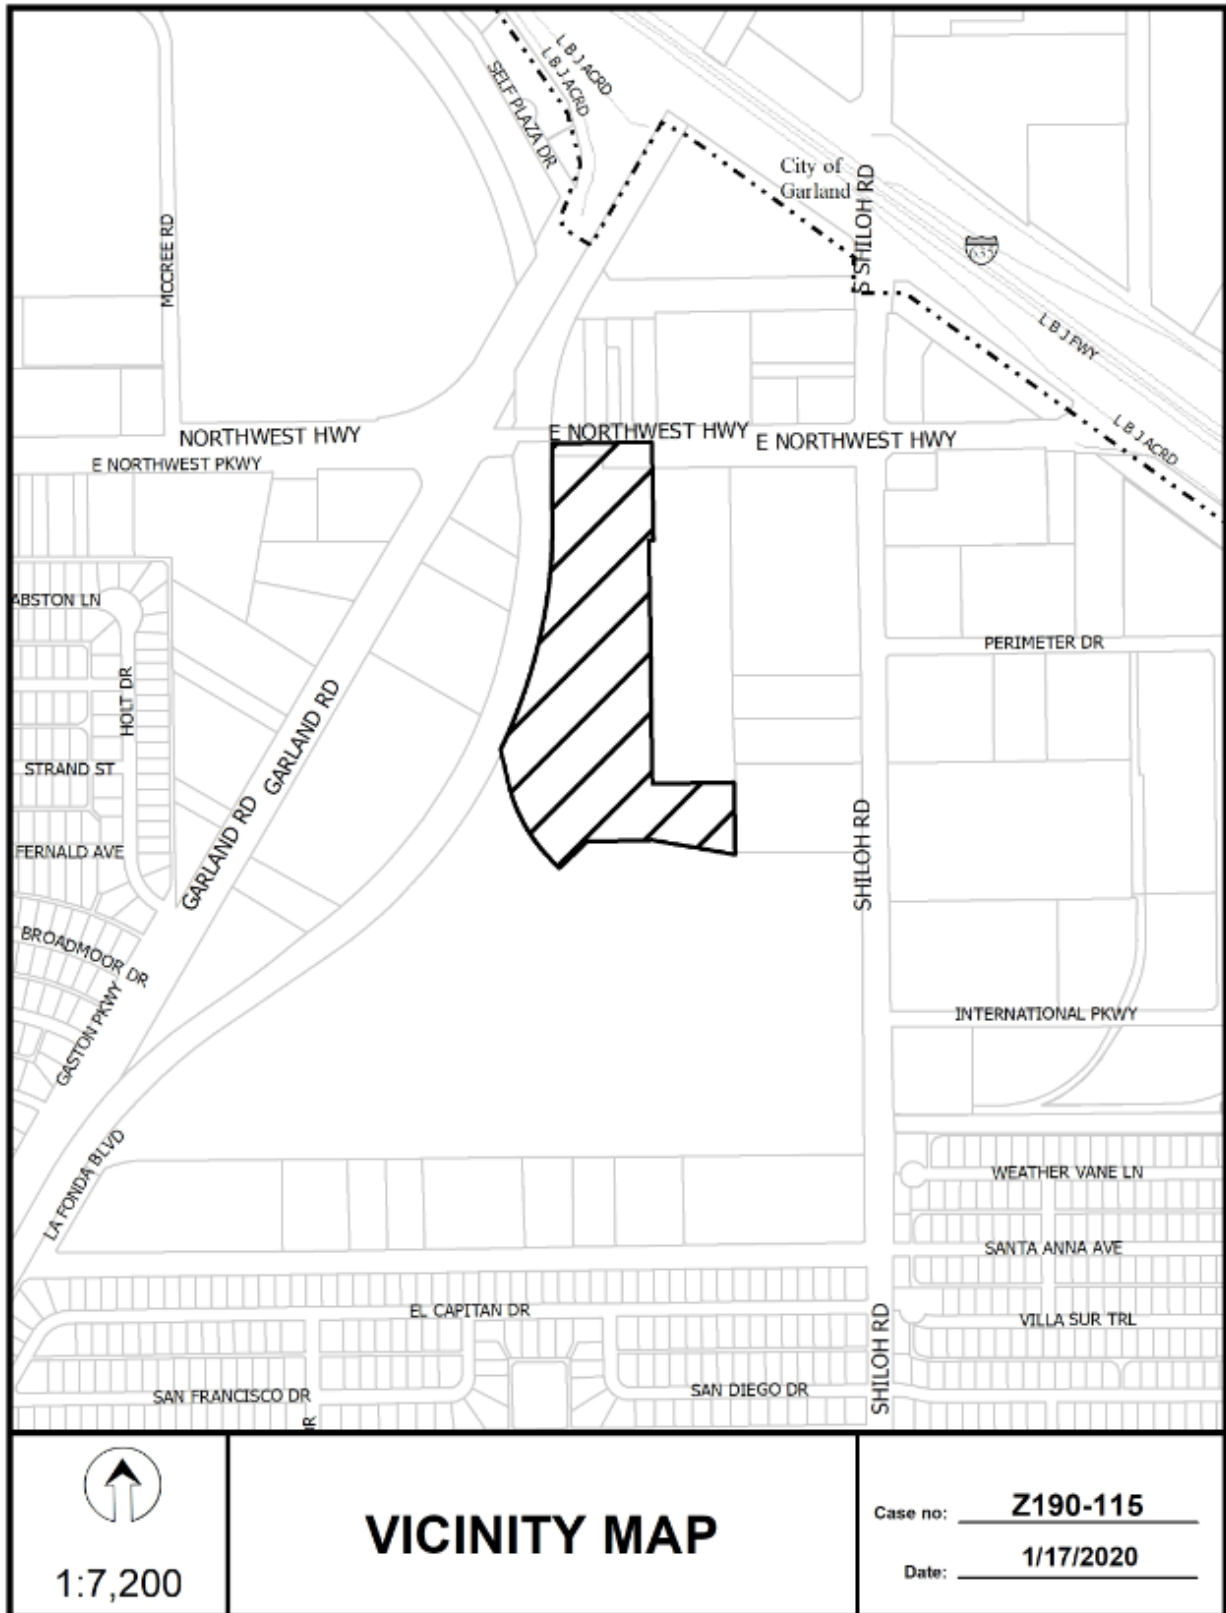 L B J ACRD
L B J ACRD
SELF PLAZA DR
City of
Garland
S SHILOH RD
MCCREE RD
635
L B J FWY
L B J ACRD
NORTHWEST HWY
E NORTHWEST HWY
E NORTHWEST HWY
E NORTHWEST PKWY
ABSTON LN
PERIMETER DR
HOLT DR
GARLAND RD
STRAND ST
GARLAND RD
SHILOH RD
FERNALD AVE
BROADMOOR DR
GASTON PKWY
INTERNATIONAL PKWY
LA FONDA BLVD
WEATHER VANE LN
SANTA ANNA AVE
EL CAPITAN DR
VILLA SUR TRL
SHILOH RD
SAN FRANCISCO DR
SAN DIEGO DR
1:7,200
VICINITY MAP
Case no: Z190-115
Date: 1/17/2020